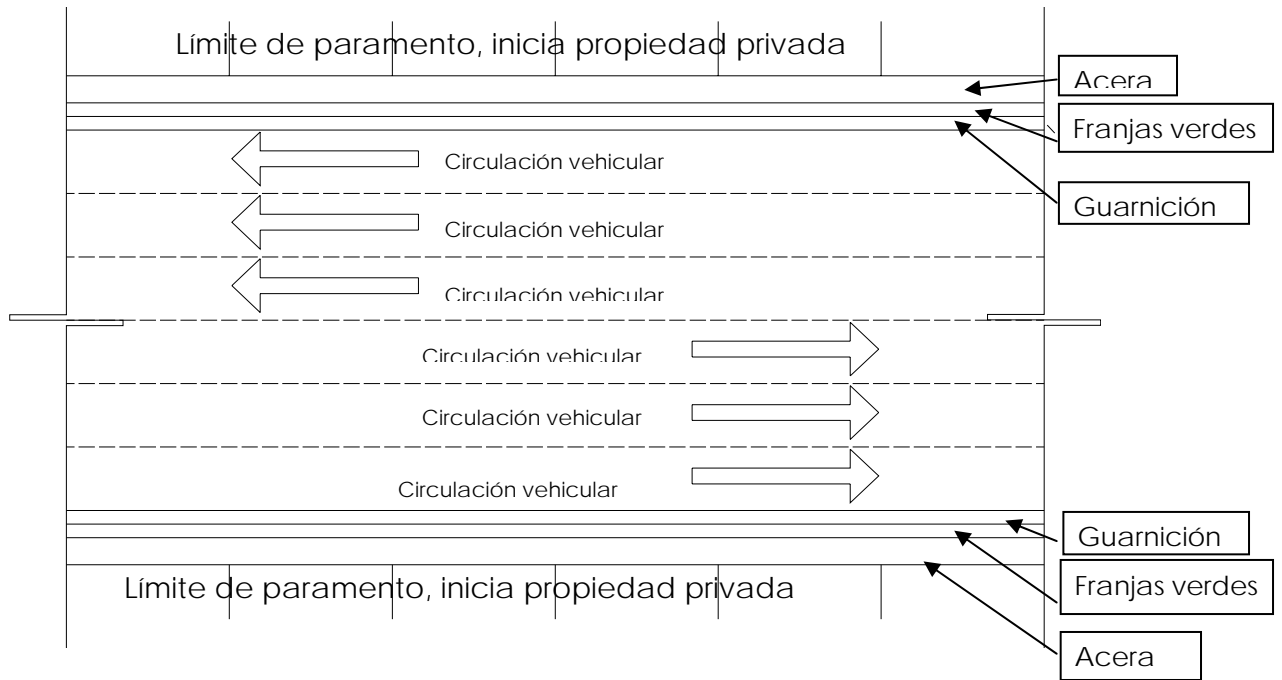 Límite de paramento, inicia propiedad privada
Acera
Franjas verdes
Guarnición
Circulación vehicular
Circulación vehicular
Circulación vehicular
Circulación vehicular
Circulación vehicular
Circulación vehicular
Guarnición
Límite de paramento, inicia propiedad privada
Franjas verdes
Acera